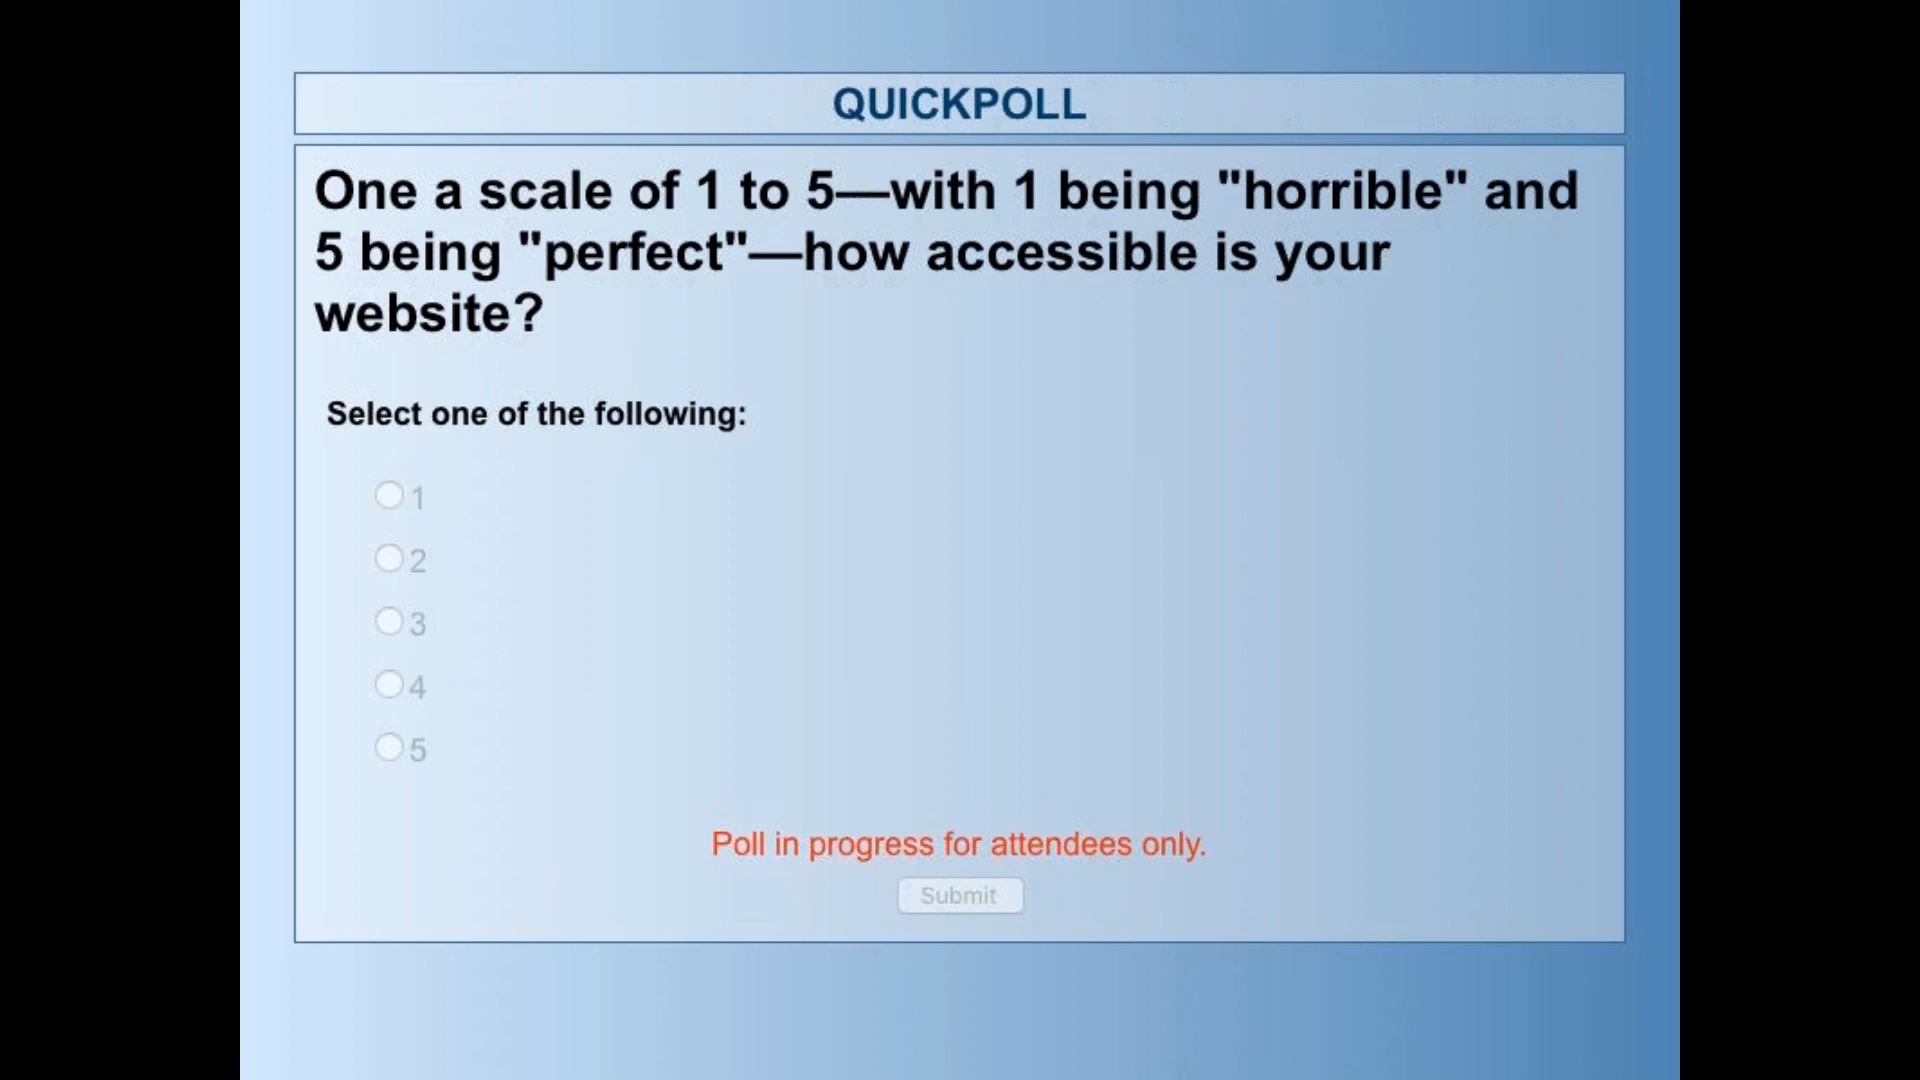 QUICKPOLL
One a scale of 1 to 5—with 1 being "horrible" and
5 being "perfect"—how accessible is your
website?
Select one of the following:
1
2
3
4
5
Poll in progress for attendees only.
Submit